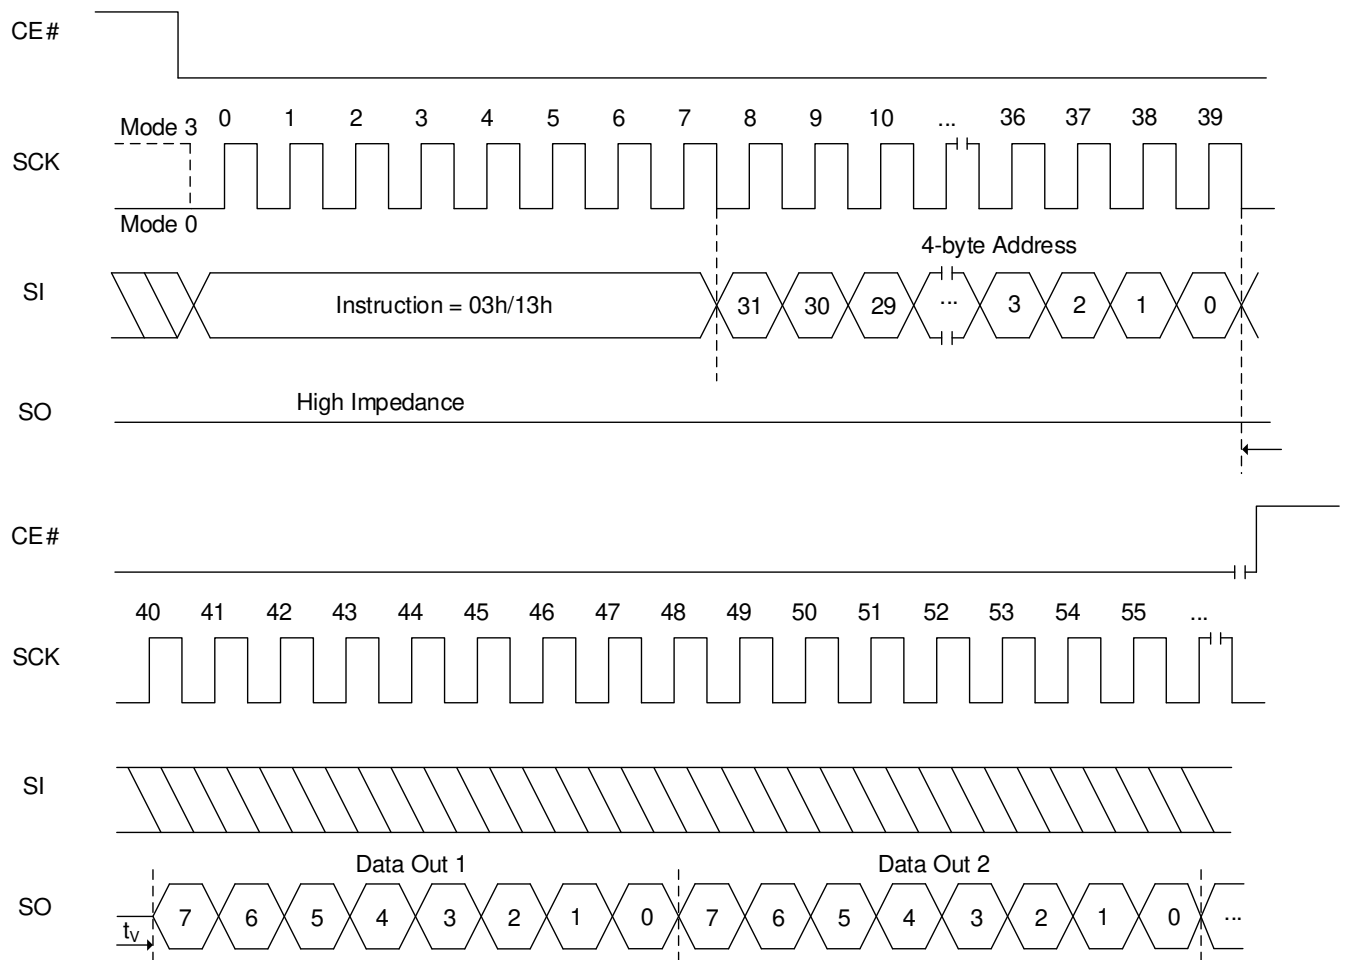 CE#
0 1 2 3 4 5 6 7 8 9 10 ... 36 37 38 39
Mode 3
SCK
Mode 0
4-byte Address
SI
Instruction = 03h/13h 31 30 29 ... 3 2 1 0
High Impedance
SO
CE#
40 41 42 43 44 45 46 47 48 49 50 51 52 53 54 55 ...
SCK
SI
Data Out 1 Data Out 2
SO
7 6 5 4 3 2 1 0 7 6 5 4 3 2 1 0 ...
tV